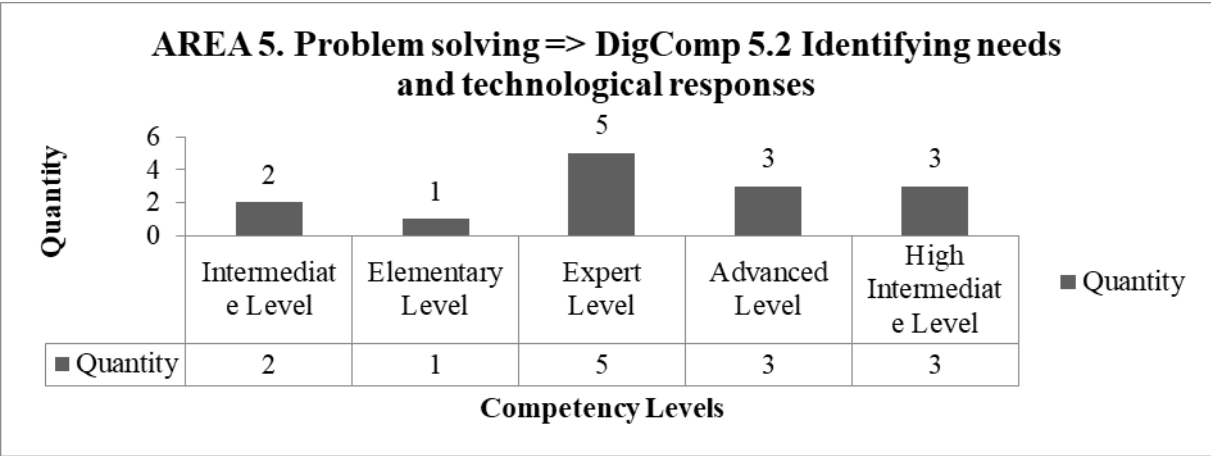 AREA 5. Problem solving => DigComp 5.2 Identifying needs
and technological responses
Quantity
6
4
2
0
2
1
5
3
3
Intermediat
e Level
Elementary
Level
Expert
Level
Advanced
Level
High
Intermediat
e Level
Quantity
Quantity 2 1 5 3 3
Competency Levels